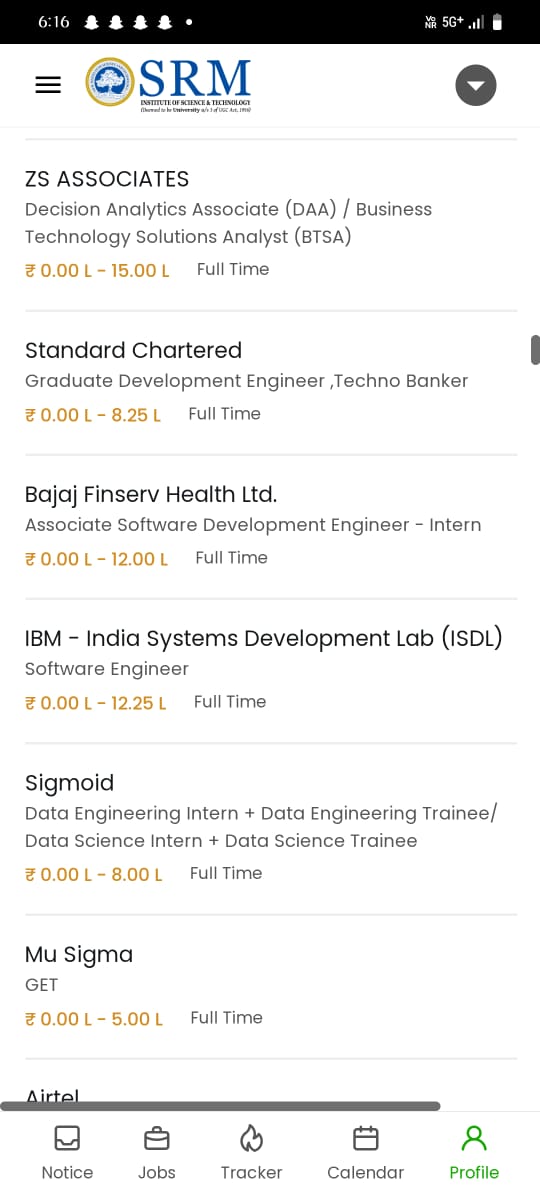 6:16
Vo
NR 5G+
SRM
INSTITUTE OF SCIENCE & TECHNOLOGY
(Deemed to be University u/s 3 of UGC Act, 1956)
ZS ASSOCIATES
Decision Analytics Associate (DAA) / Business
Technology Solutions Analyst (BTSA)
₹ 0.00 L - 15.00 L Full Time
Standard Chartered
Graduate Development Engineer ,Techno Banker
₹ 0.00 L - 8.25 L Full Time
Bajaj Finserv Health Ltd.
Associate Software Development Engineer - Intern
₹ 0.00 L - 12.00 L Full Time
IBM - India Systems Development Lab (ISDL)
Software Engineer
₹ 0.00 L - 12.25 L Full Time
Sigmoid
Data Engineering Intern + Data Engineering Trainee/
Data Science Intern + Data Science Trainee
₹ 0.00 L - 8.00 L Full Time
Mu Sigma
GET
₹ 0.00 L - 5.00 L Full Time
Airtel
Notice Jobs Tracker Calendar Profile